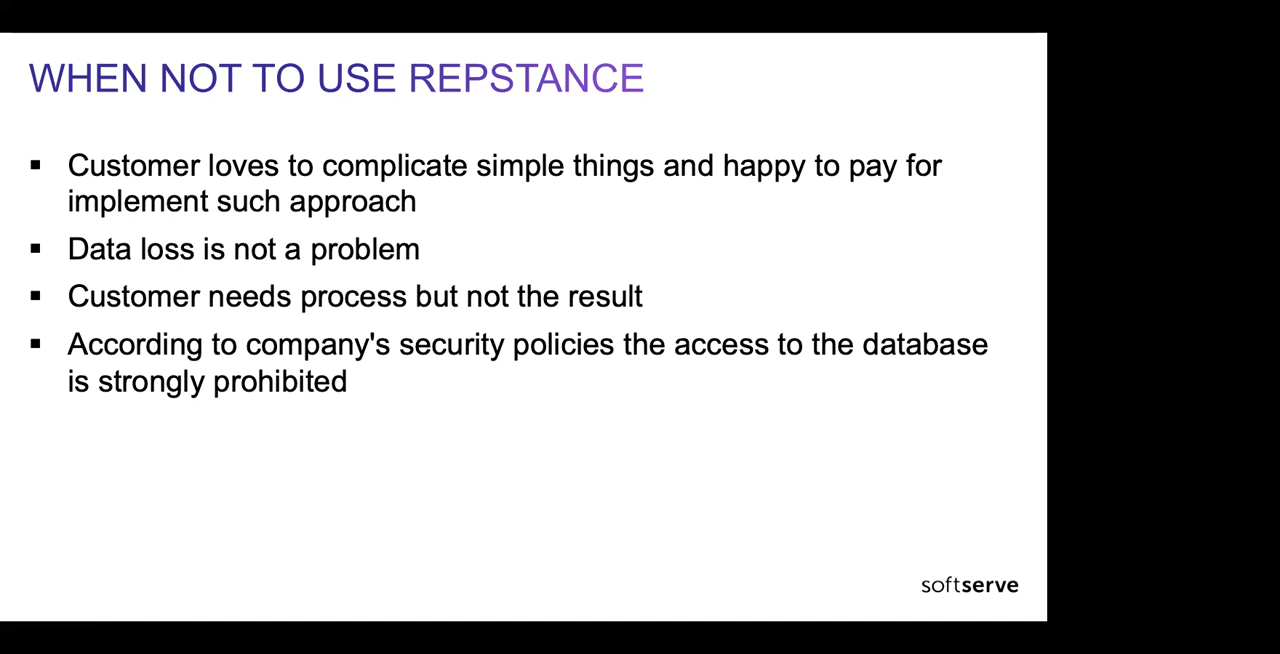 WHEN NOT TO USE REPSTANCE
▪ Customer loves to complicate simple things and happy to pay for
implement such approach
▪ Data loss is not a problem
▪ Customer needs process but not the result
▪ According to company's security policies the access to the database
is strongly prohibited
softserve